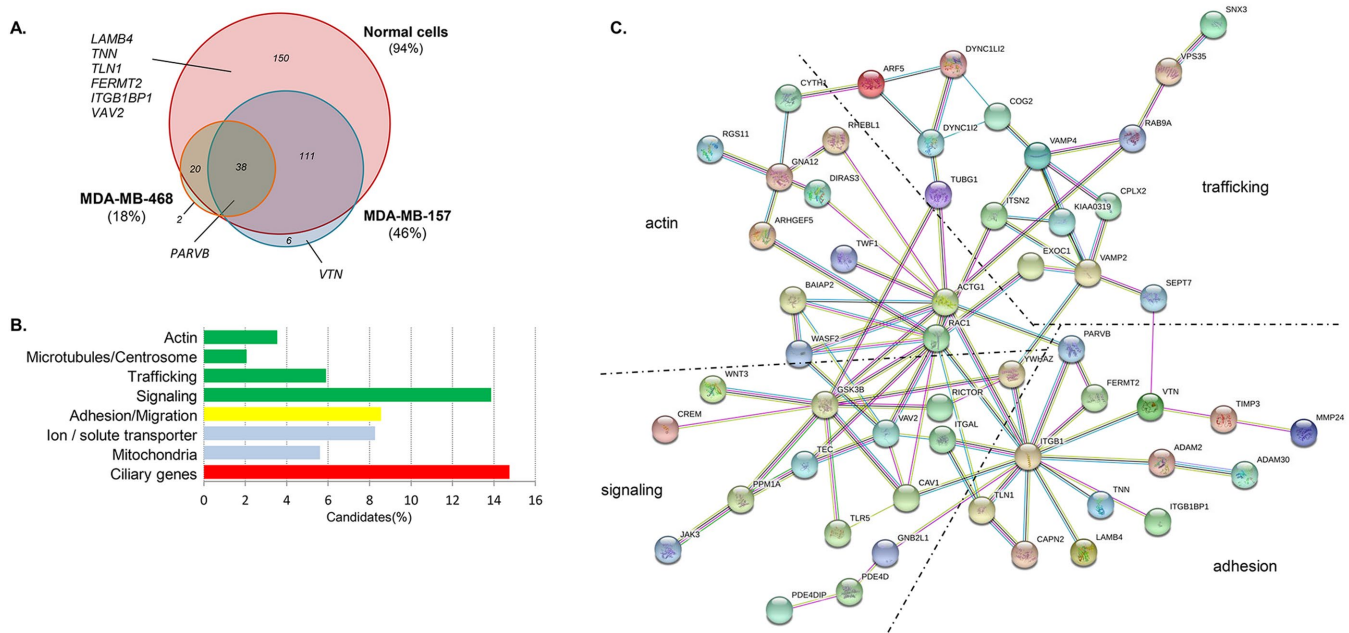 A.
LAMB4
TNN
TLN1
FERMT2
ITGB1BP1
VAV2
Normal cells
(94%)
150
20
38
111
MDA-MB-468
(18%)
2
MDA-MB-157
(46%)
PARVB
6
VTN
B.
Actin
Microtubules/Centrosome
Trafficking
Signaling
Adhesion/Migration
Ion / solute transporter
Mitochondria
Ciliary genes
0 2 4 6 8 10 12 14 16
Candidates(%)
C.
SNX3
VPS35
DYNC1LI2
ARF5
CYTH1
COG2
RAB9A
DYNC1I2
RHEBL1
RGS11
VAMP4
GNA12
trafficking
DIRAS3
TUBG1
CPLX2
ITSN2
KIAA0319
actin
ARHGEF5
EXOC1
TWF1
VAMP2
SEPT7
ACTG1
BAIAP2
RAC1
WASF2
PARVB
YWHAZ
WNT3
GSK3B
FERMT2
RICTOR
VTN
CREM
TIMP3
VAV2
MMP24
ITGAL
ITGB1
TEC
ADAM2
ADAM30
signaling
PPM1A
CAV1
TLN1
TNN
ITGB1BP1
TLR5
JAK3
GNB2L1
CAPN2
LAMB4
adhesion
PDE4D
PDE4DIP